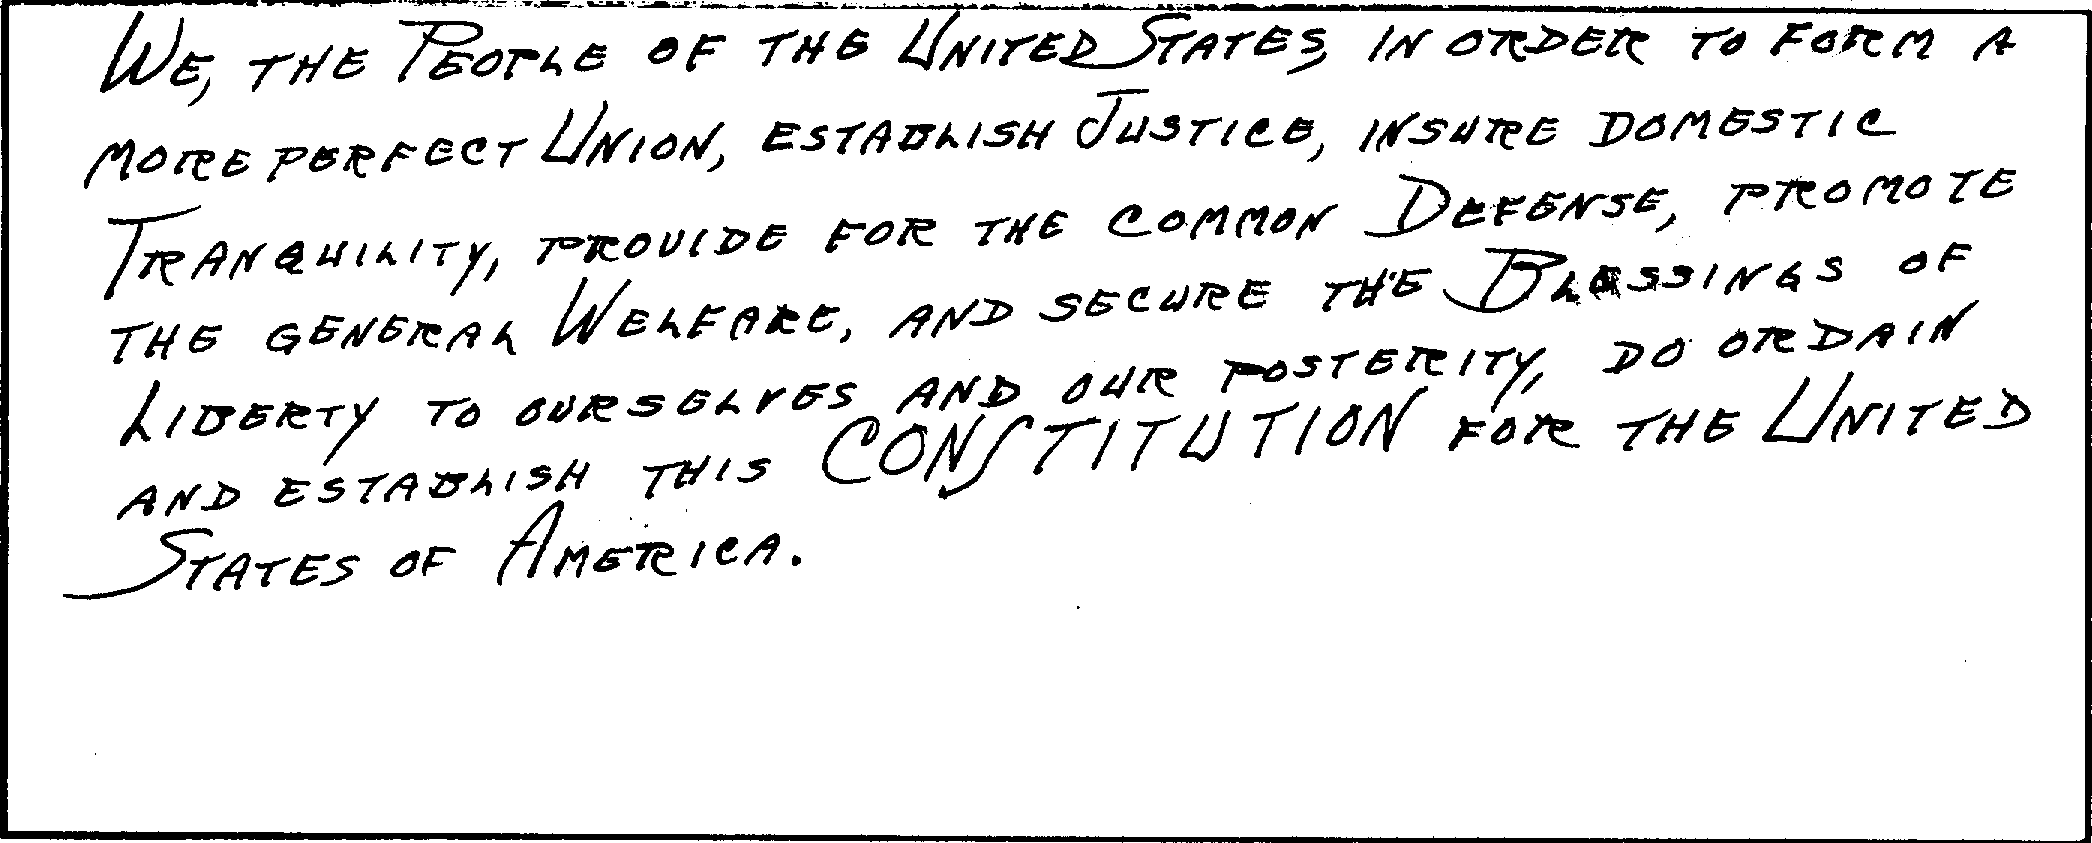 WE, THE PEOPLE OF THE UNITED STATES, IN ORDER TO FORM A
MORE PERFECT UNION, ESTABLISH JUSTICE, INSURE DOMESTIC
TRANQUILITY, PROVIDE FOR THE COMMON DEFENSE, PROMOTE
THE GENERAL WELFARE, AND SECURE THE BLESSINGS OF
LIBERTY TO OURSELVES AND OUR POSTERITY, DO ORDAIN
AND ESTABLISH THIS CONSTITUTION FOR THE UNITED
STATES OF AMERICA.